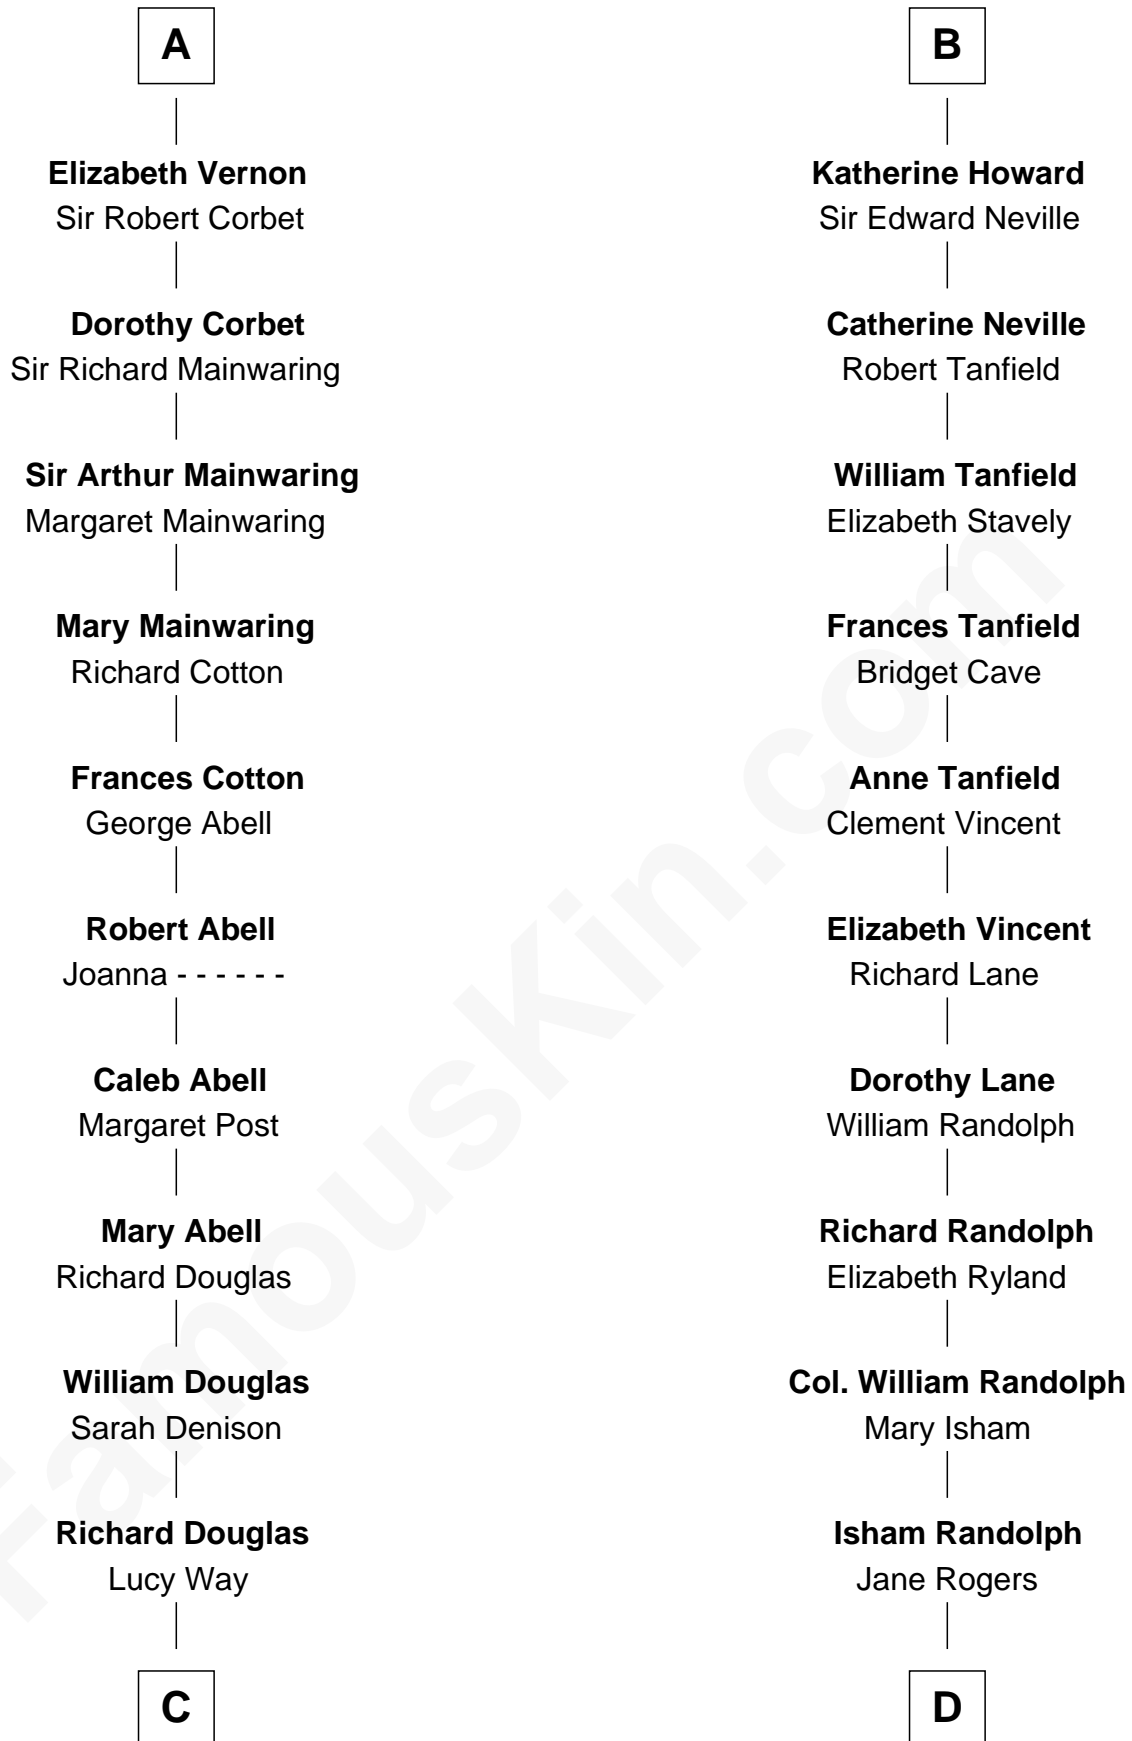 A
Elizabeth Vernon
Sir Robert Corbet
Dorothy Corbet
Sir Richard Mainwaring
Sir Arthur Mainwaring
Margaret Mainwaring
Mary Mainwaring
Richard Cotton
Frances Cotton
George Abell
Robert Abell
Joanna - - - - - -
Caleb Abell
Margaret Post
Mary Abell
Richard Douglas
William Douglas
Sarah Denison
Richard Douglas
Lucy Way
C
B
Katherine Howard
Sir Edward Neville
Catherine Neville
Robert Tanfield
William Tanfield
Elizabeth Stavely
Frances Tanfield
Bridget Cave
Anne Tanfield
Clement Vincent
Elizabeth Vincent
Richard Lane
Dorothy Lane
William Randolph
Richard Randolph
Elizabeth Ryland
Col. William Randolph
Mary Isham
Isham Randolph
Jane Rogers
D
FamousKin.com